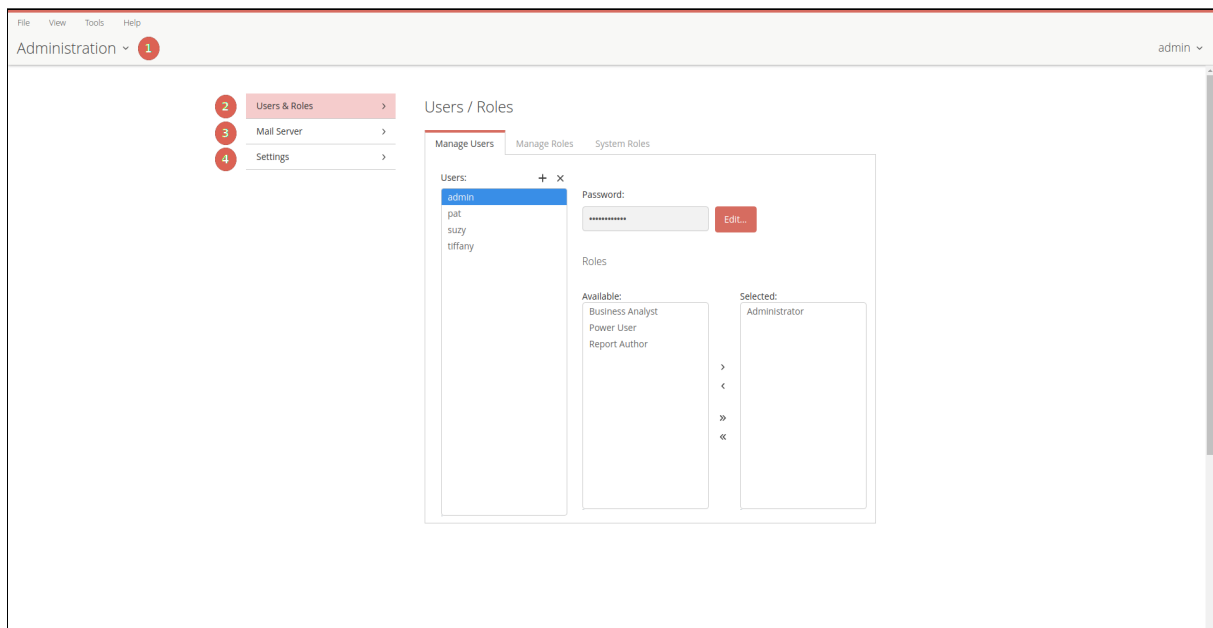 File View Tools Help
Administration 1
admin
2 Users & Roles
3 Mail Server
4 Settings
Users / Roles
Manage Users Manage Roles System Roles
Users: + ×
admin
pat
suzy
tiffany
Password:
•••••••••••• Edit...
Roles
Available:
Business Analyst
Power User
Report Author
›
‹
»
«
Selected:
Administrator